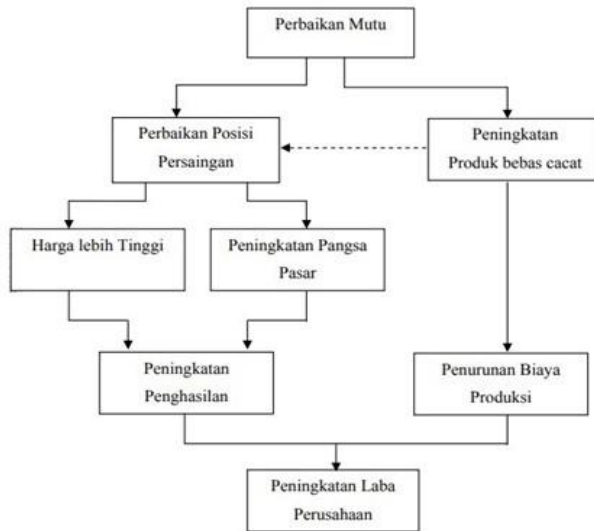 Perbaikan Mutu
Perbaikan Posisi
Persaingan
Peningkatan
Produk bebas cacat
Harga lebih Tinggi
Peningkatan Pangsa
Pasar
Peningkatan
Penghasilan
Penurunan Biaya
Produksi
Peningkatan Laba
Perusahaan